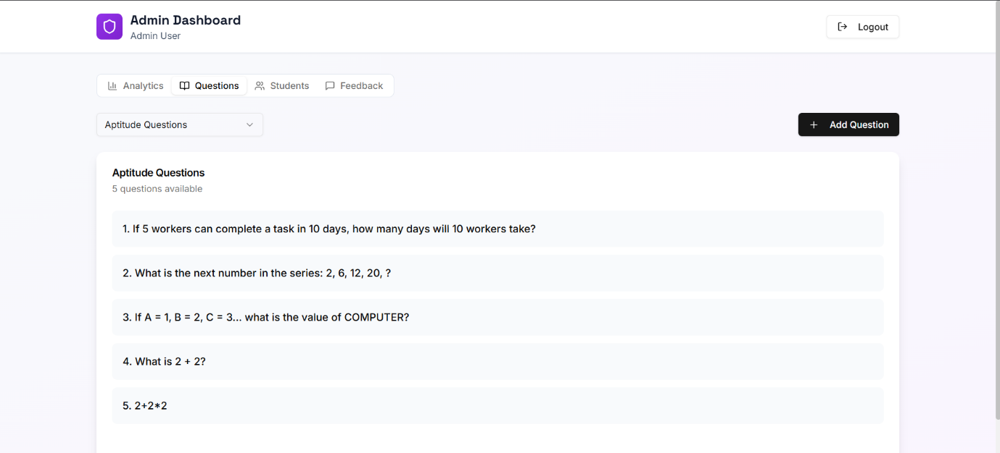 Admin Dashboard
Admin User
Logout
Analytics
Questions
Students
Feedback
Aptitude Questions
Add Question
Aptitude Questions
5 questions available
1. If 5 workers can complete a task in 10 days, how many days will 10 workers take?
2. What is the next number in the series: 2, 6, 12, 20, ?
3. If A = 1, B = 2, C = 3... what is the value of COMPUTER?
4. What is 2 + 2?
5. 2+2*2